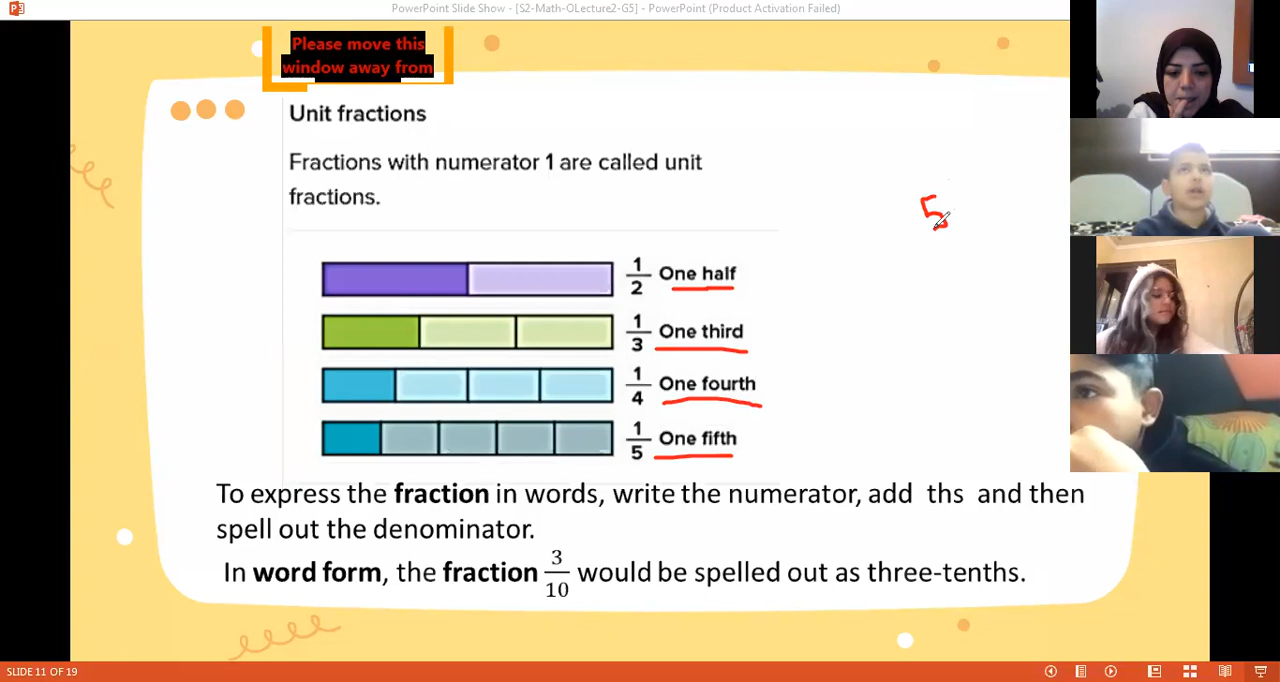 PowerPoint Slide Show - [S2-Math-OLecture2-G5] - PowerPoint (Product Activation Failed)
Please move this
window away from
Unit fractions
Fractions with numerator 1 are called unit
fractions.
5
1/2 One half
1/3 One third
1/4 One fourth
1/5 One fifth
To express the fraction in words, write the numerator, add ths and then
spell out the denominator.
In word form, the fraction 3/10 would be spelled out as three-tenths.
SLIDE 11 OF 19